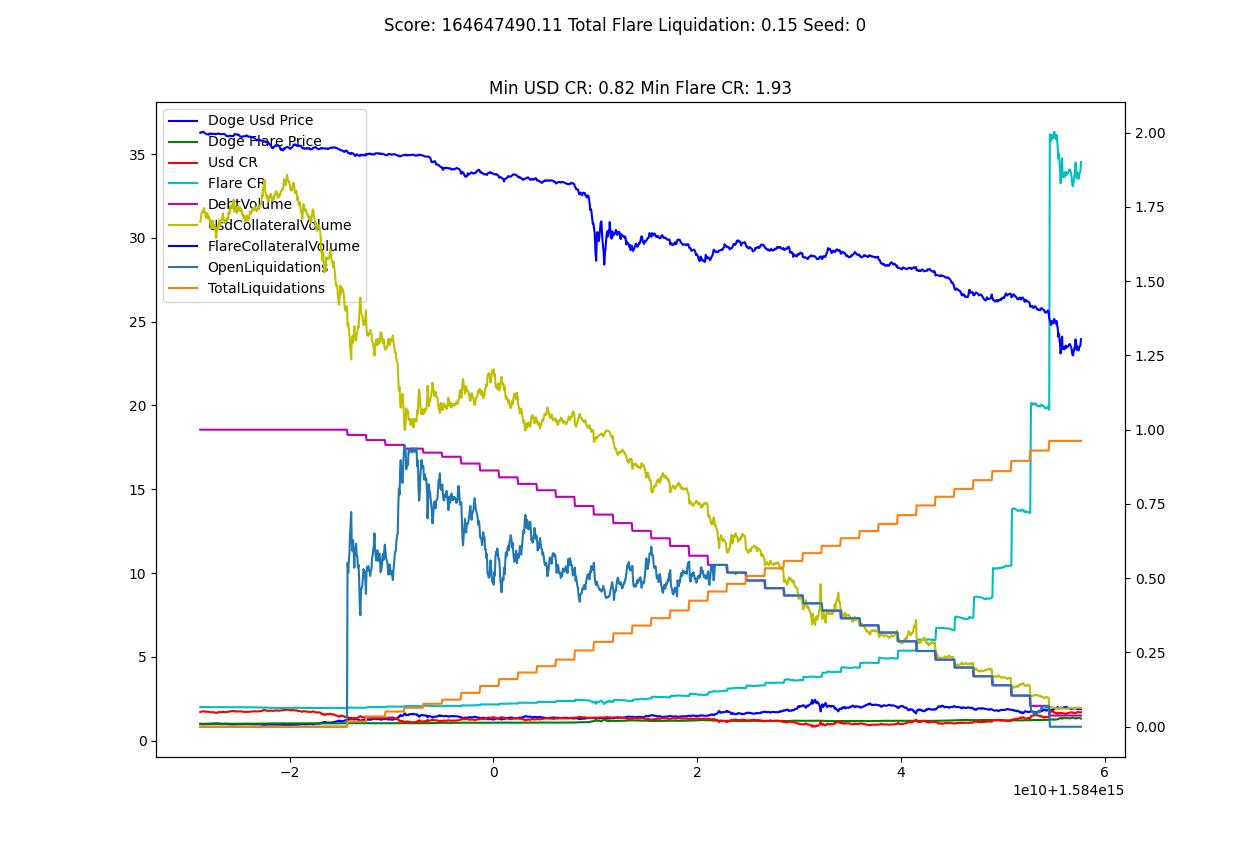 Score: 164647490.11 Total Flare Liquidation: 0.15 Seed: 0
Min USD CR: 0.82 Min Flare CR: 1.93
Doge Usd Price
Doge Flare Price
Usd CR
Flare CR
DebtVolume
UsdCollateralVolume
FlareCollateralVolume
OpenLiquidations
TotalLiquidations
35
30
25
20
15
10
5
0
2.00
1.75
1.50
1.25
1.00
0.75
0.50
0.25
0.00
−2
0
2
4
6
1e10+1.584e15